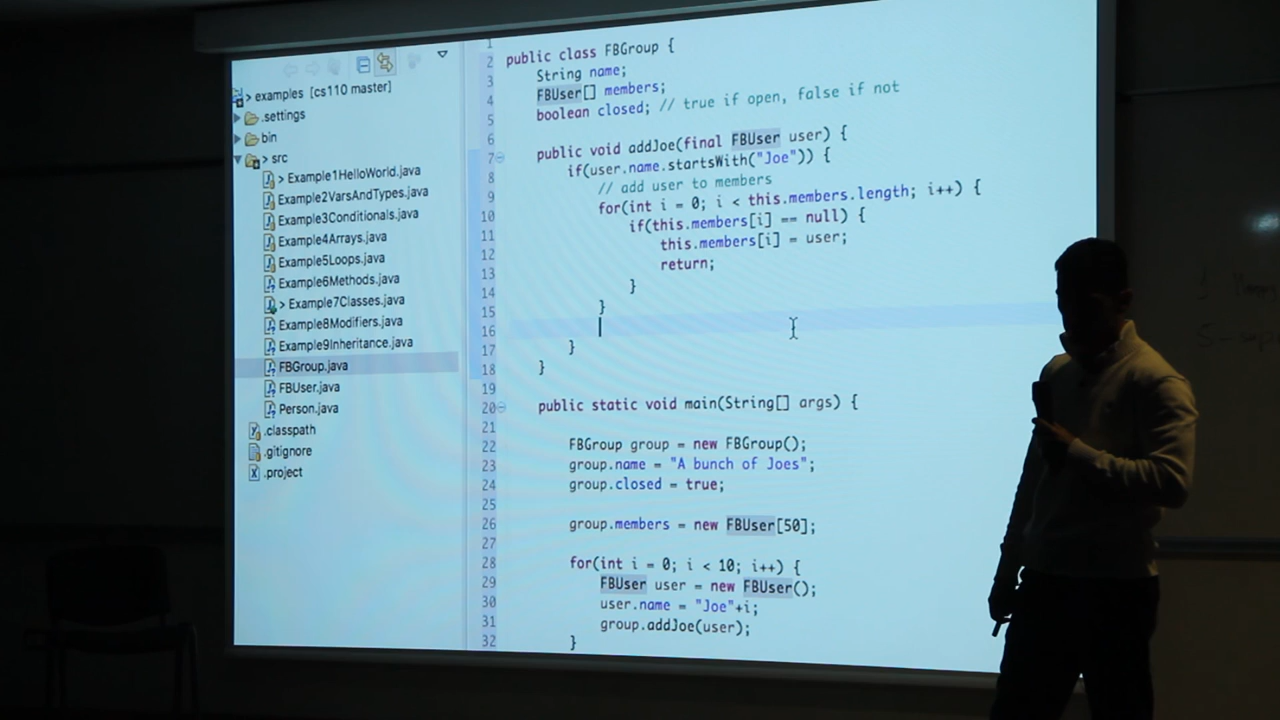 > examples [cs110 master]
.settings
bin
> src
> Example1HelloWorld.java
Example2VarsAndTypes.java
Example3Conditionals.java
Example4Arrays.java
Example5Loops.java
Example6Methods.java
> Example7Classes.java
Example8Modifiers.java
Example9Inheritance.java
FBGroup.java
FBUser.java
Person.java
.classpath
.gitignore
.project
1
2 public class FBGroup {
3 String name;
4 FBUser[] members;
5 boolean closed; // true if open, false if not
6
7 public void addJoe(final FBUser user) {
8 if(user.name.startsWith("Joe")) {
9 // add user to members
10 for(int i = 0; i < this.members.length; i++) {
11 if(this.members[i] == null) {
12 this.members[i] = user;
13 return;
14 }
15 }
16
17 }
18 }
19
20 public static void main(String[] args) {
21
22 FBGroup group = new FBGroup();
23 group.name = "A bunch of Joes";
24 group.closed = true;
25
26 group.members = new FBUser[50];
27
28 for(int i = 0; i < 10; i++) {
29 FBUser user = new FBUser();
30 user.name = "Joe"+i;
31 group.addJoe(user);
32 }